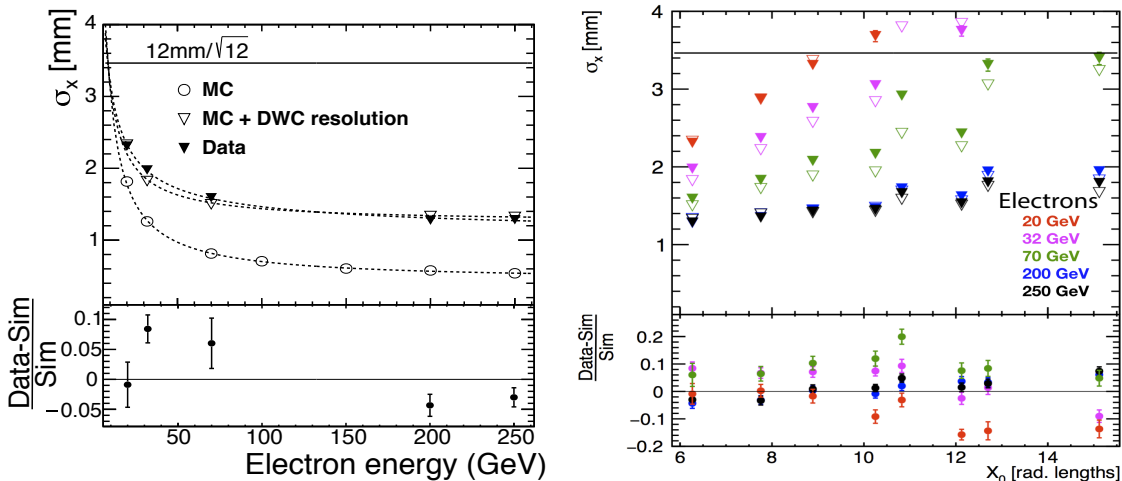 σx [mm]
4
3
2
1
12mm/√12
MC
MC + DWC resolution
Data
Data-Sim
Sim
0.1
0.05
0
−0.05
50 100 150 200 250
Electron energy (GeV)
σx [mm]
4
3
2
1
Electrons
20 GeV
32 GeV
70 GeV
200 GeV
250 GeV
Data-Sim
Sim
0.2
0.1
0
−0.1
−0.2
6 8 10 12 14
X0 [rad. lengths]